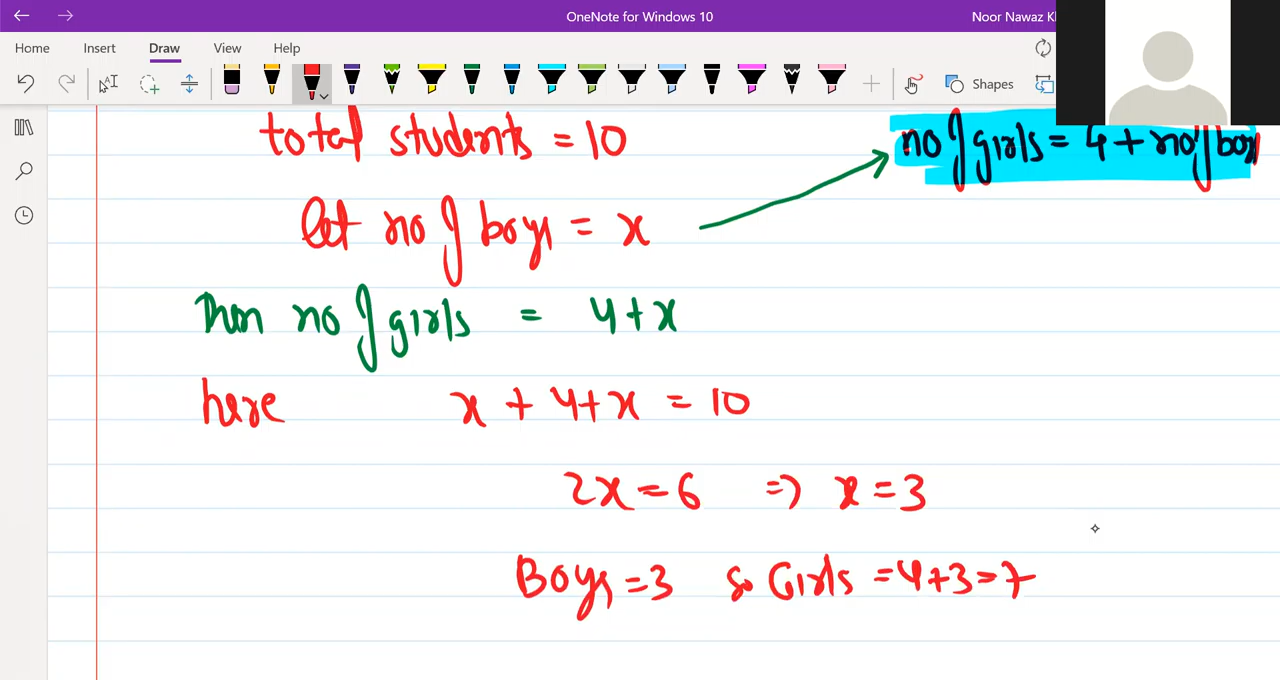 OneNote for Windows 10
Noor Nawaz
Home Insert Draw View Help
Shapes
total students = 10
no of girls = 4 + no of boys
let no of boys = x
then no of girls = 4+x
here x + 4+x = 10
2x = 6 => x = 3
Boys = 3 so Girls = 4+3=7